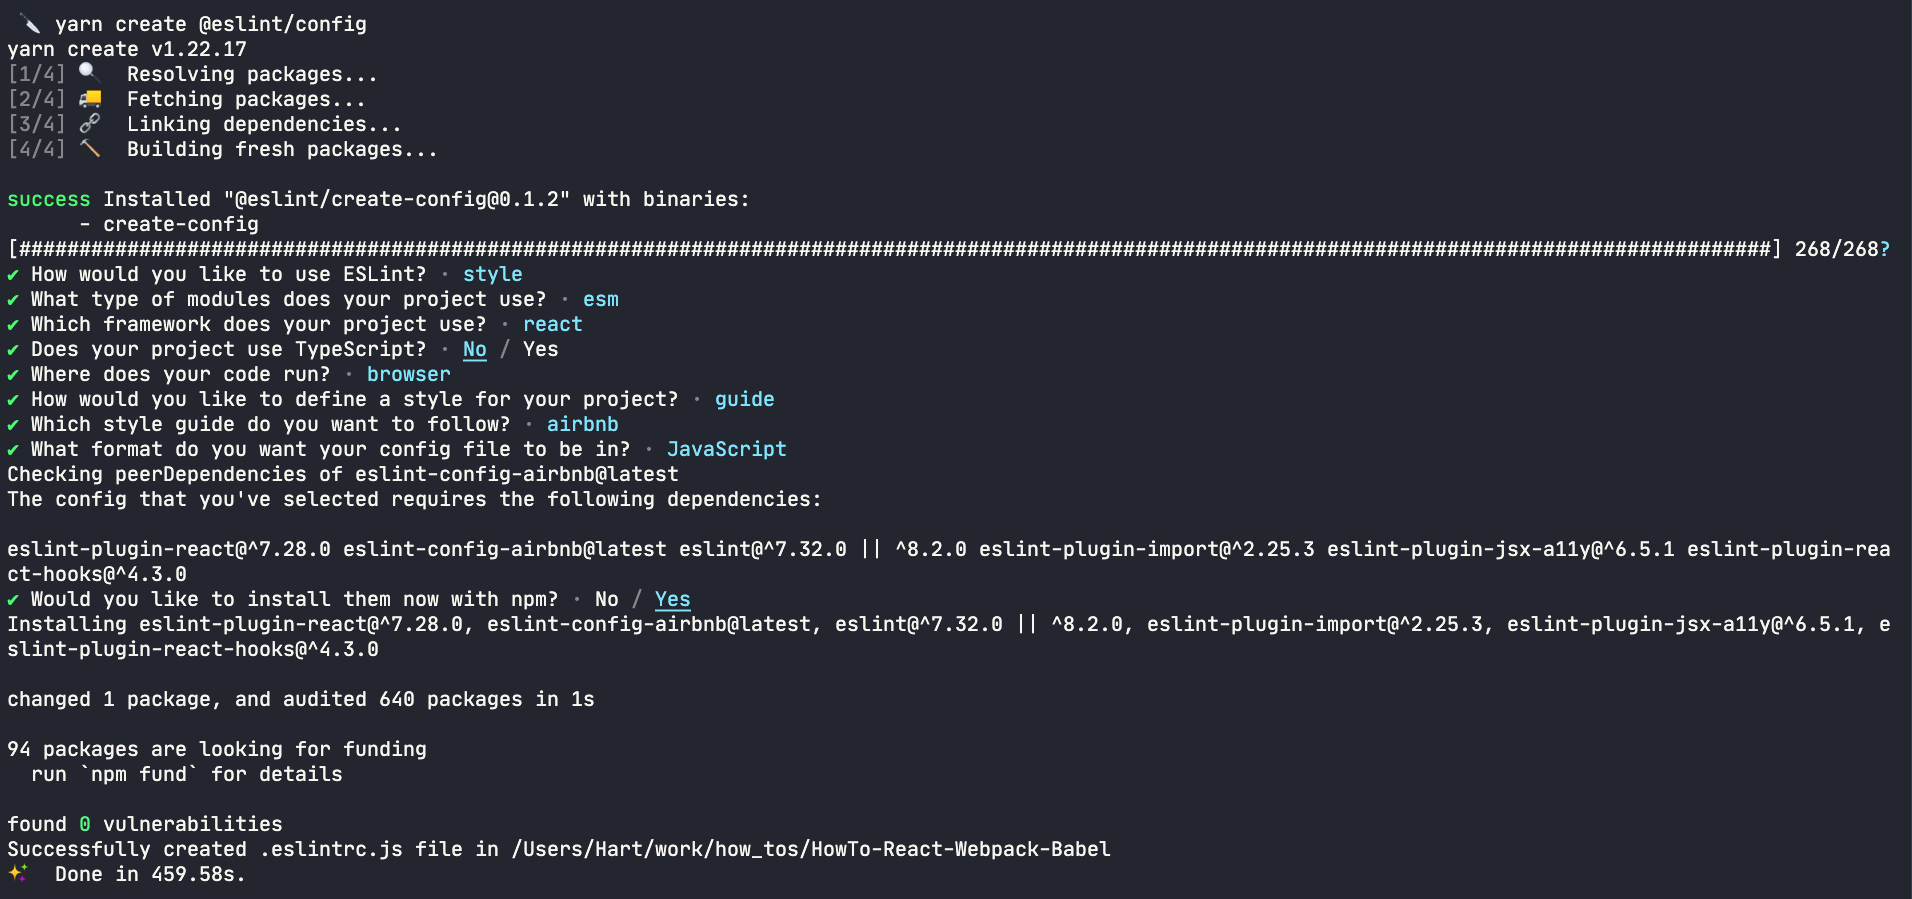 🔪 yarn create @eslint/config
yarn create v1.22.17
[1/4] 🔍  Resolving packages...
[2/4] 🚚  Fetching packages...
[3/4] 🔗  Linking dependencies...
[4/4] 🔨  Building fresh packages...
success Installed "@eslint/create-config@0.1.2" with binaries:
      - create-config
[##################################################################################################################################################] 268/268?
✔ How would you like to use ESLint? · style
✔ What type of modules does your project use? · esm
✔ Which framework does your project use? · react
✔ Does your project use TypeScript? · No / Yes
✔ Where does your code run? · browser
✔ How would you like to define a style for your project? · guide
✔ Which style guide do you want to follow? · airbnb
✔ What format do you want your config file to be in? · JavaScript
Checking peerDependencies of eslint-config-airbnb@latest
The config that you've selected requires the following dependencies:
eslint-plugin-react@^7.28.0 eslint-config-airbnb@latest eslint@^7.32.0 || ^8.2.0 eslint-plugin-import@^2.25.3 eslint-plugin-jsx-a11y@^6.5.1 eslint-plugin-rea
ct-hooks@^4.3.0
✔ Would you like to install them now with npm? · No / Yes
Installing eslint-plugin-react@^7.28.0, eslint-config-airbnb@latest, eslint@^7.32.0 || ^8.2.0, eslint-plugin-import@^2.25.3, eslint-plugin-jsx-a11y@^6.5.1, e
slint-plugin-react-hooks@^4.3.0
changed 1 package, and audited 640 packages in 1s
94 packages are looking for funding
  run `npm fund` for details
found 0 vulnerabilities
Successfully created .eslintrc.js file in /Users/Hart/work/how_tos/HowTo-React-Webpack-Babel
✨  Done in 459.58s.